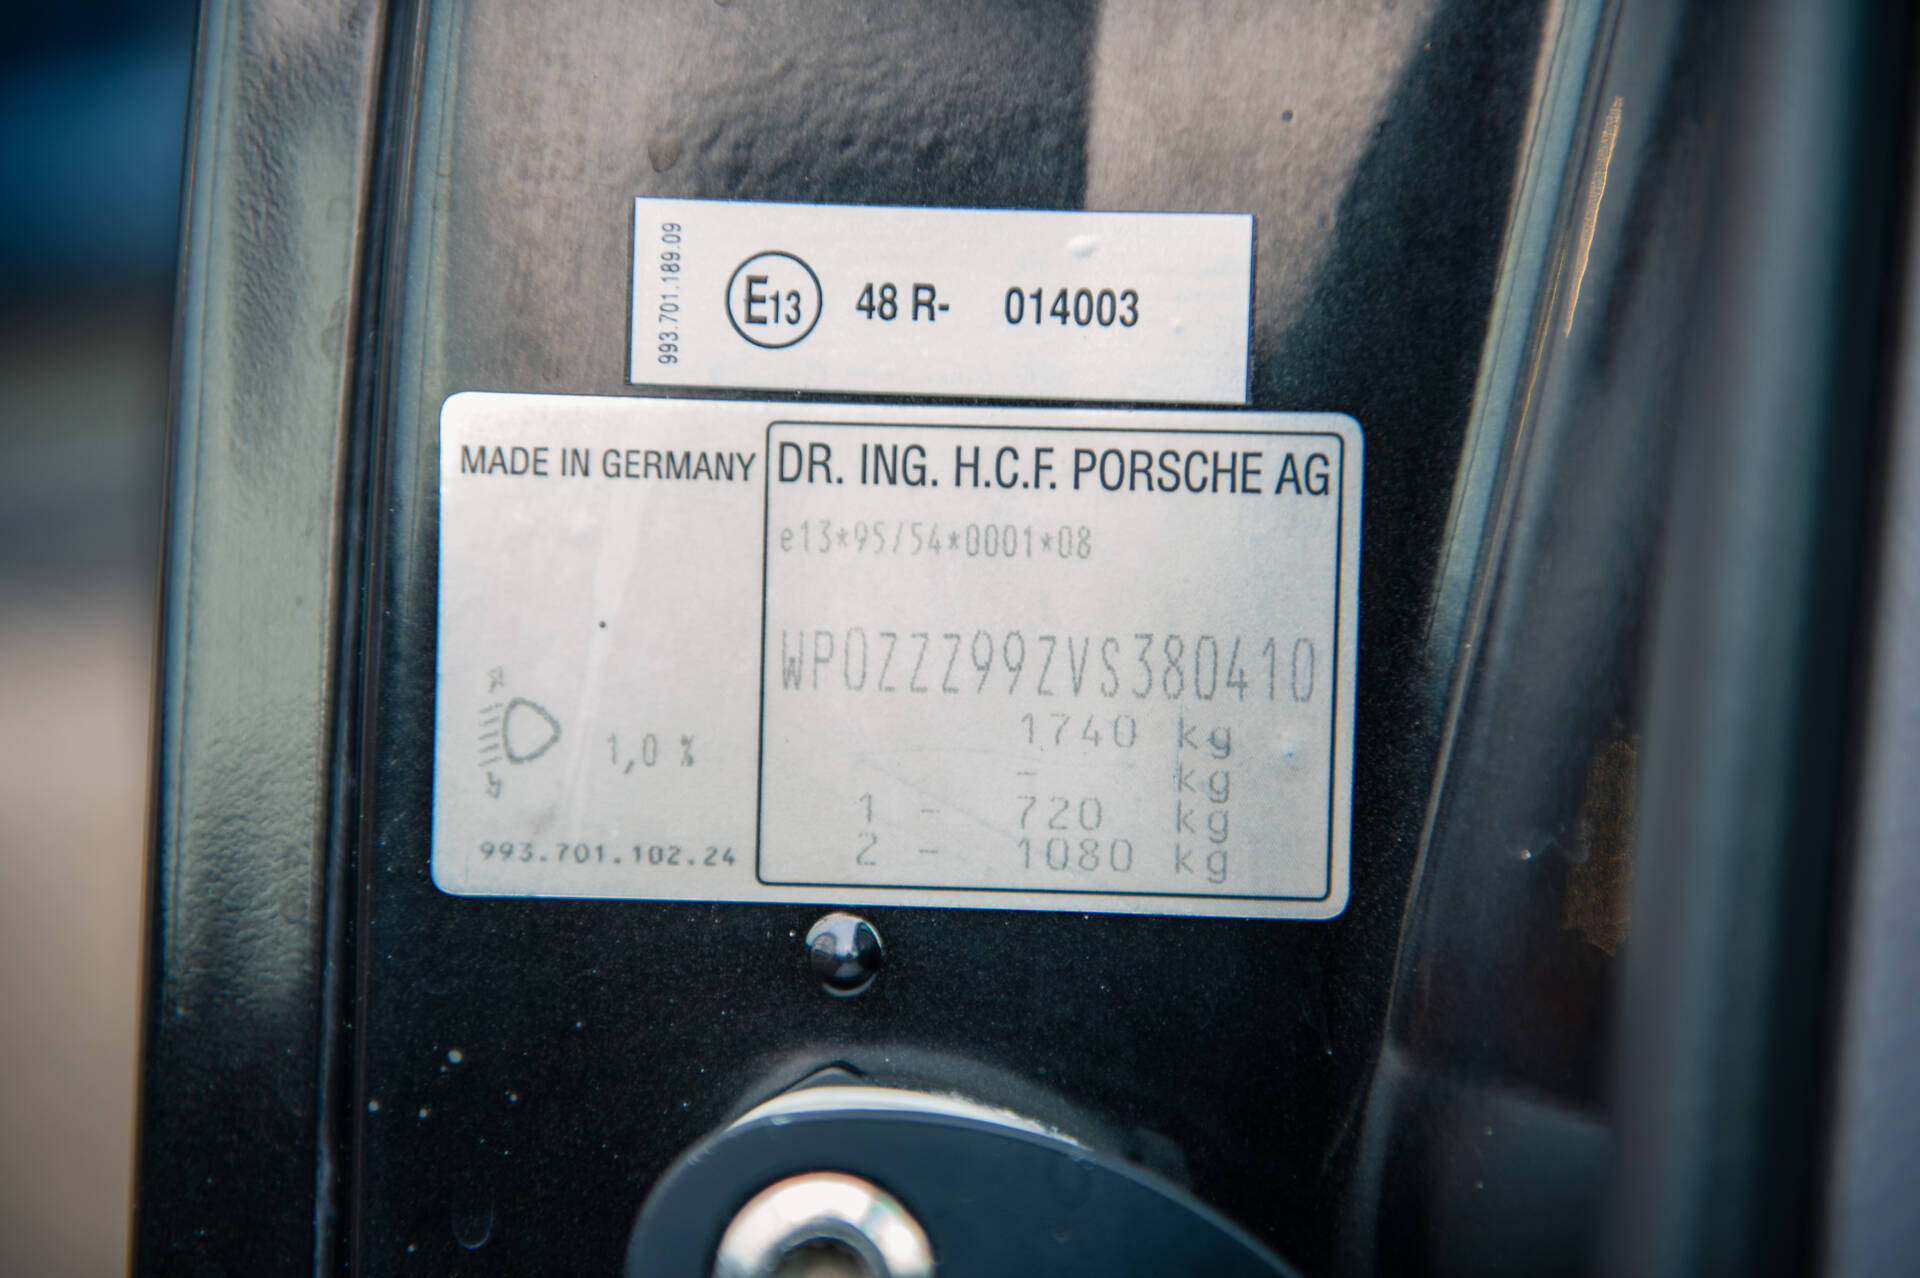 993.701.189.09
E13 48 R- 014003
MADE IN GERMANY
DR. ING. H.C.F. PORSCHE AG
e13*95/54*0001*08
WP0ZZZ99ZVS380410
1740 kg
- kg
1 - 720 kg
2 - 1080 kg
1,0 %
993.701.102.24